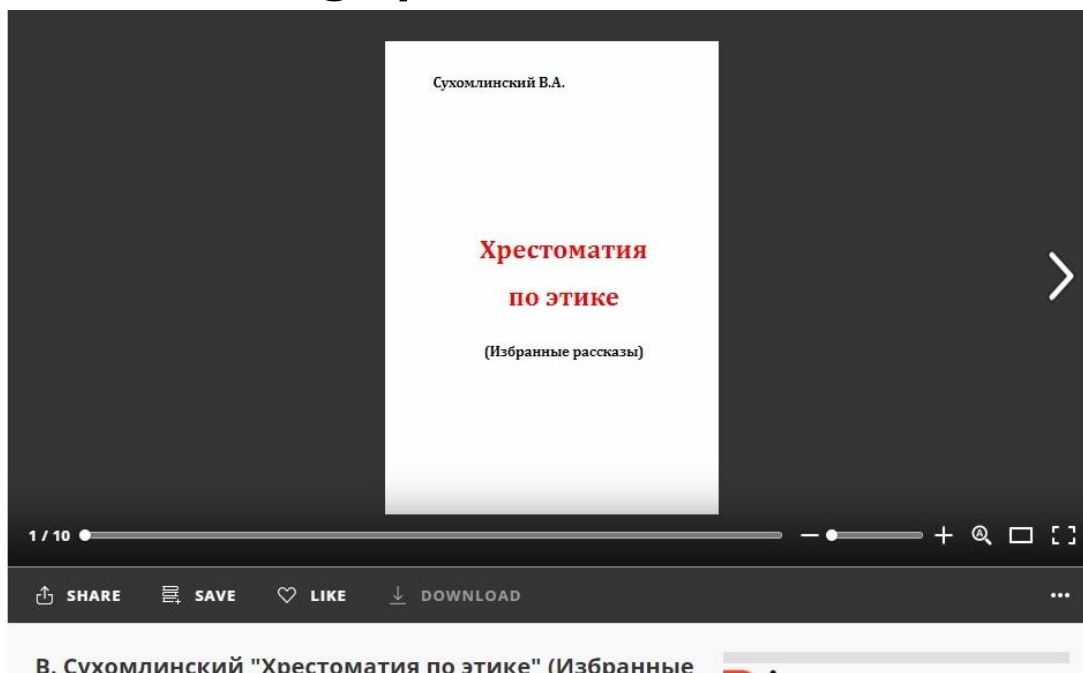 Сухомлинский В.А.
Хрестоматия
по этике
(Избранные рассказы)
1 / 10
SHARE SAVE LIKE DOWNLOAD
В. Сухомлинский "Хрестоматия по этике" (Избранные